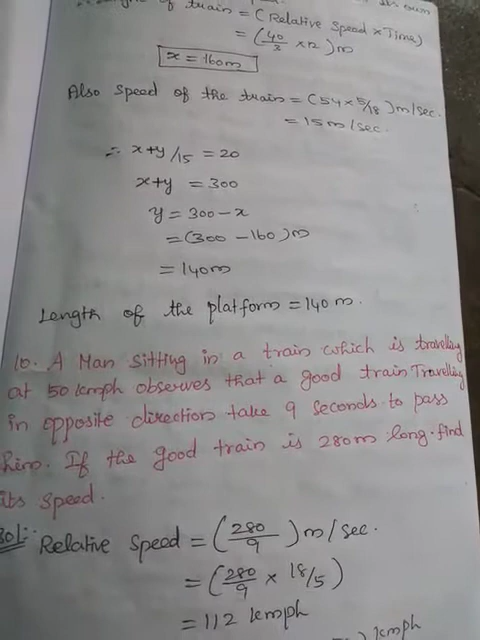 of train = (Relative Speed × Time)
= (40/3 × 12) m
x = 160m
Also Speed of the train = (54 × 5/18) m/sec.
= 15 m/sec.
∴ x+y/15 = 20
x+y = 300
y = 300 - x
= (300 - 160) m
= 140m
Length of the platform = 140 m.
10. A Man sitting in a train which is travelling
at 50 kmph observes that a good train Travelling
in opposite direction take 9 seconds to pass
him. If the good train is 280m long. find
its speed.
Sol:- Relative speed = (280/9) m/sec.
= (280/9 × 18/5)
= 112 kmph
) kmph